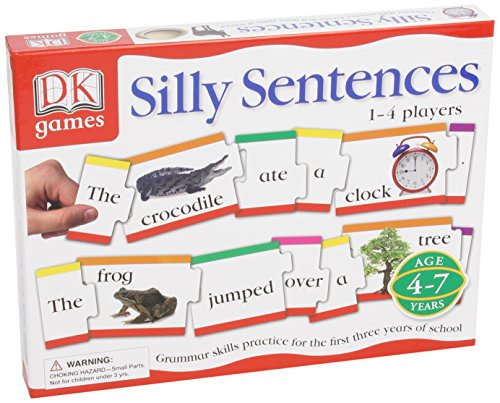 Silly Sentences
DK
games
Silly Sentences
1-4 players
The crocodile ate a clock .
The frog jumped over a tree
AGE
4-7
YEARS
WARNING:
CHOKING HAZARD—Small Parts.
Not for children under 3 yrs.
Grammar skills practice for the first three years of school